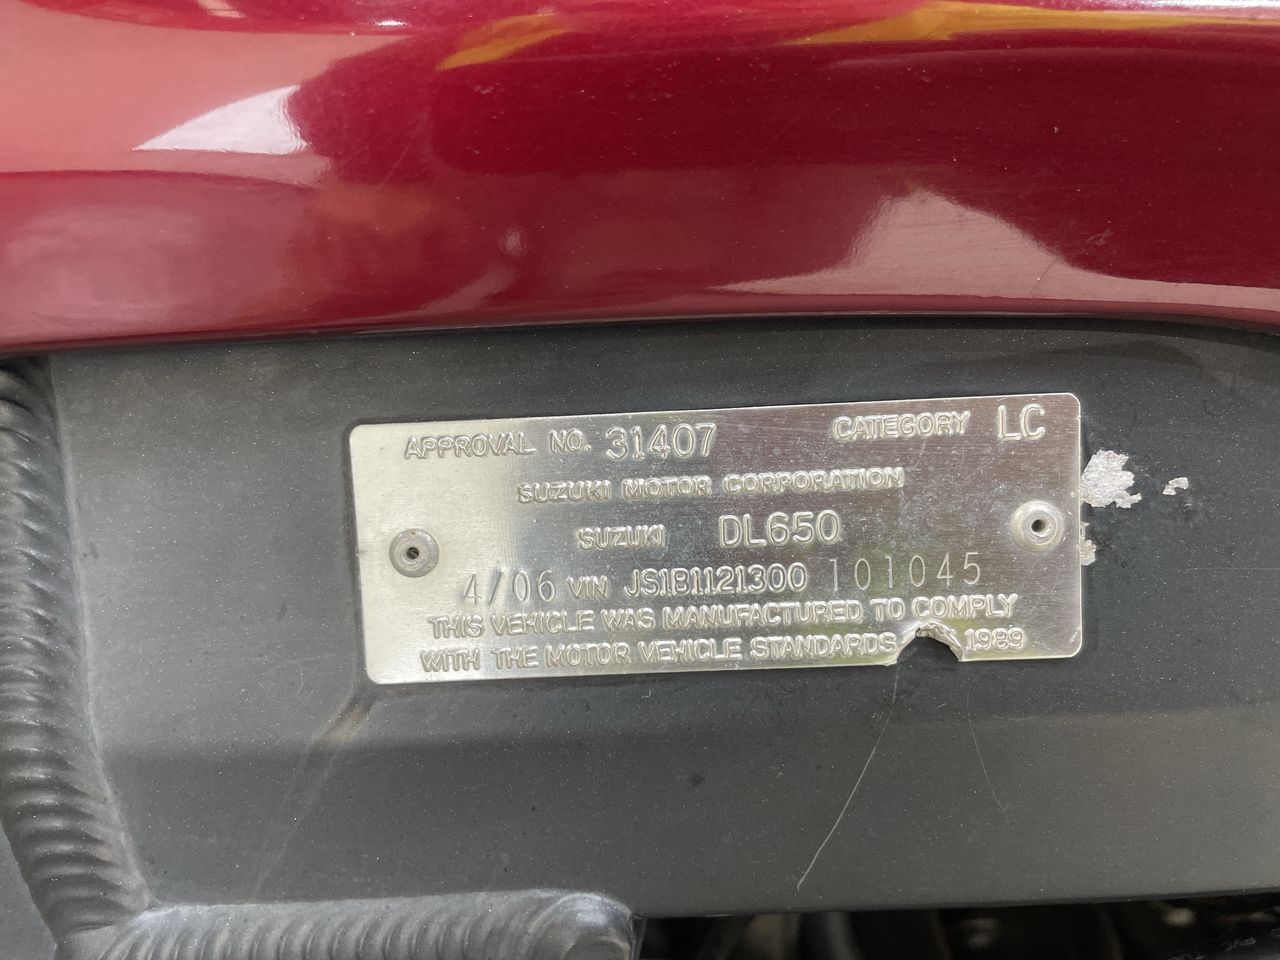 APPROVAL NO. 31407 CATEGORY LC
SUZUKI MOTOR CORPORATION
SUZUKI DL650
4/06 VIN JS1B1121300 101045
THIS VEHICLE WAS MANUFACTURED TO COMPLY
WITH THE MOTOR VEHICLE STANDARDS 1989